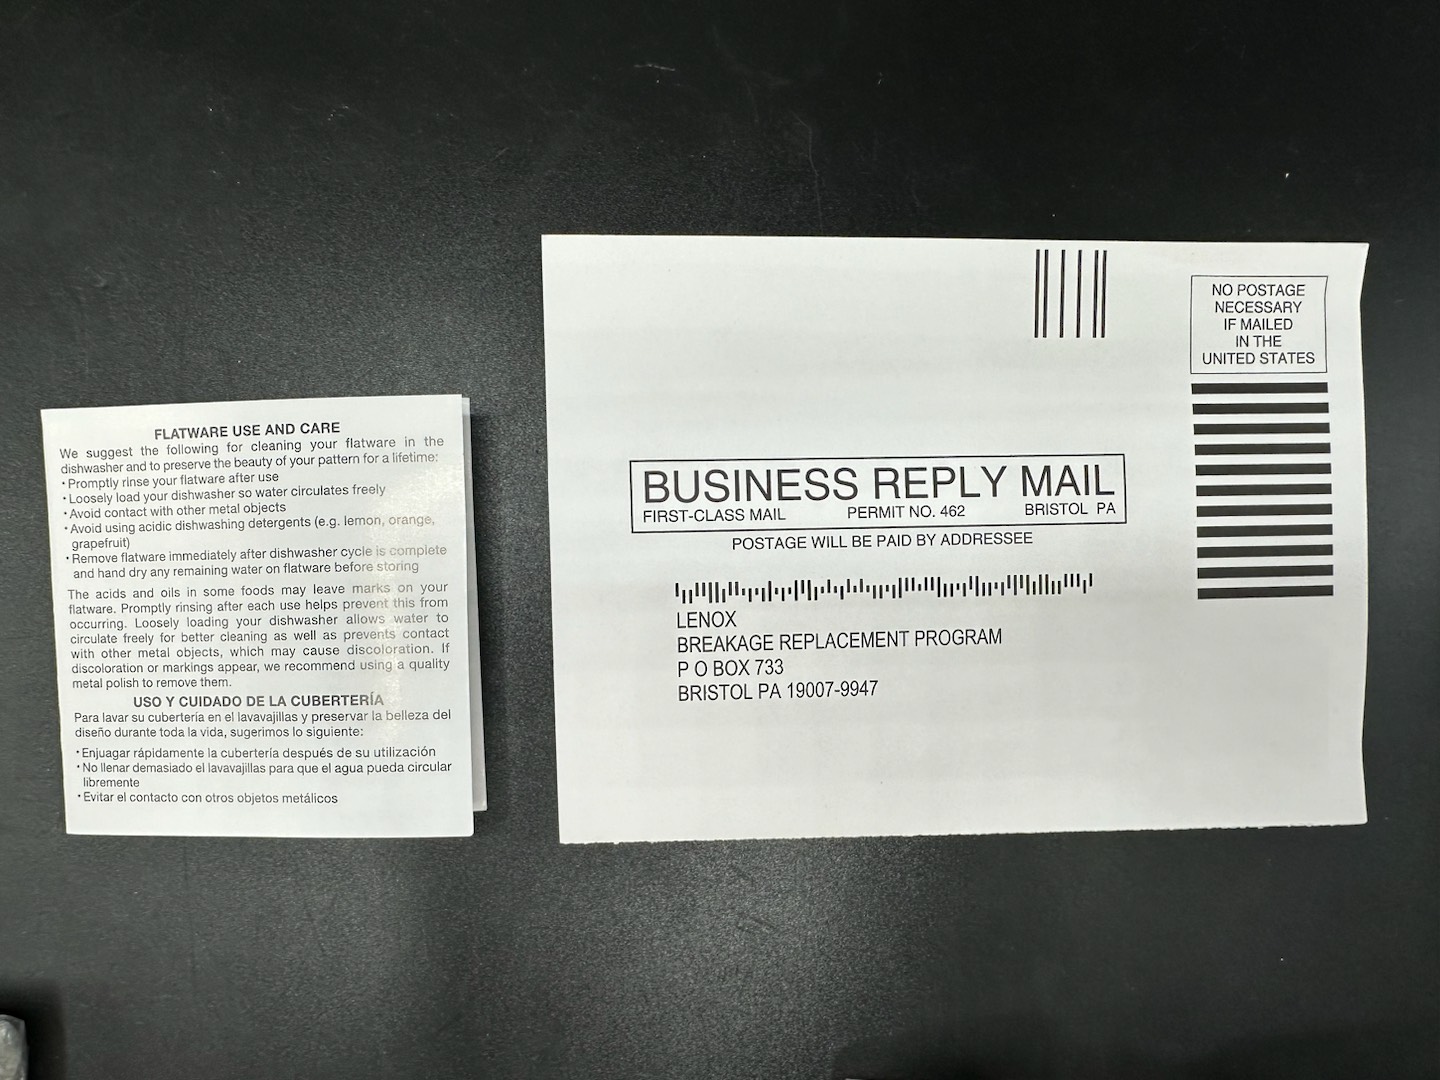 FLATWARE USE AND CARE
We suggest the following for cleaning your flatware in the
dishwasher and to preserve the beauty of your pattern for a lifetime:
• Promptly rinse your flatware after use
• Loosely load your dishwasher so water circulates freely
• Avoid contact with other metal objects
• Avoid using acidic dishwashing detergents (e.g. lemon, orange,
grapefruit)
• Remove flatware immediately after dishwasher cycle is complete
and hand dry any remaining water on flatware before storing
The acids and oils in some foods may leave marks on your
flatware. Promptly rinsing after each use helps prevent this from
occurring. Loosely loading your dishwasher allows water to
circulate freely for better cleaning as well as prevents contact
with other metal objects, which may cause discoloration. If
discoloration or markings appear, we recommend using a quality
metal polish to remove them.
USO Y CUIDADO DE LA CUBERTERÍA
Para lavar su cubertería en el lavavajillas y preservar la belleza del
diseño durante toda la vida, sugerimos lo siguiente:
• Enjuagar rápidamente la cubertería después de su utilización
• No llenar demasiado el lavavajillas para que el agua pueda circular
libremente
• Evitar el contacto con otros objetos metálicos
NO POSTAGE
NECESSARY
IF MAILED
IN THE
UNITED STATES
BUSINESS REPLY MAIL
FIRST-CLASS MAIL PERMIT NO. 462 BRISTOL PA
POSTAGE WILL BE PAID BY ADDRESSEE
LENOX
BREAKAGE REPLACEMENT PROGRAM
P O BOX 733
BRISTOL PA 19007-9947